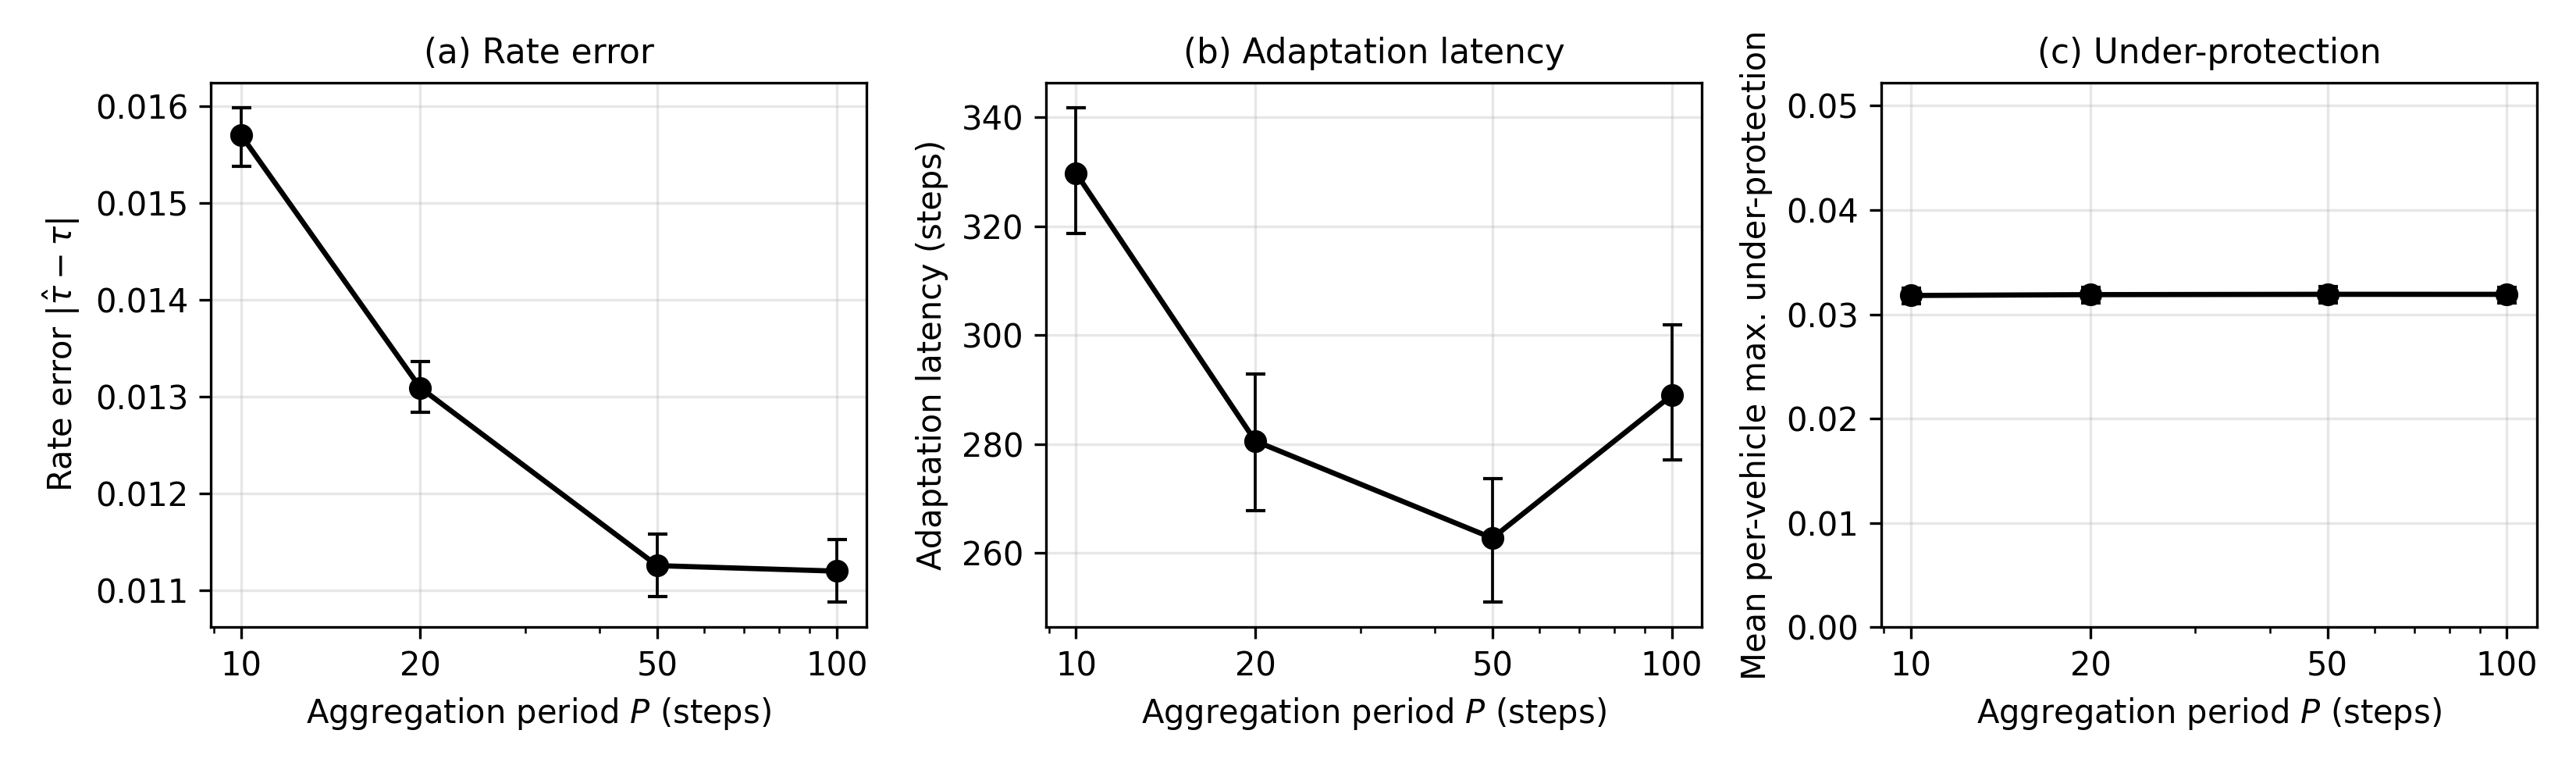 (a) Rate error
Rate error |τ̂ − τ|
0.016
0.015
0.014
0.013
0.012
0.011
10 20 50 100
Aggregation period P (steps)
(b) Adaptation latency
Adaptation latency (steps)
340
320
300
280
260
10 20 50 100
Aggregation period P (steps)
(c) Under-protection
Mean per-vehicle max. under-protection
0.05
0.04
0.03
0.02
0.01
0.00
10 20 50 100
Aggregation period P (steps)